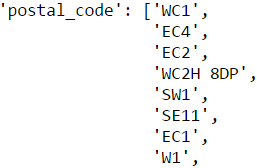 'postal_code': ['WC1',
'EC4',
'EC2',
'WC2H 8DP',
'SW1',
'SE11',
'EC1',
'W1',